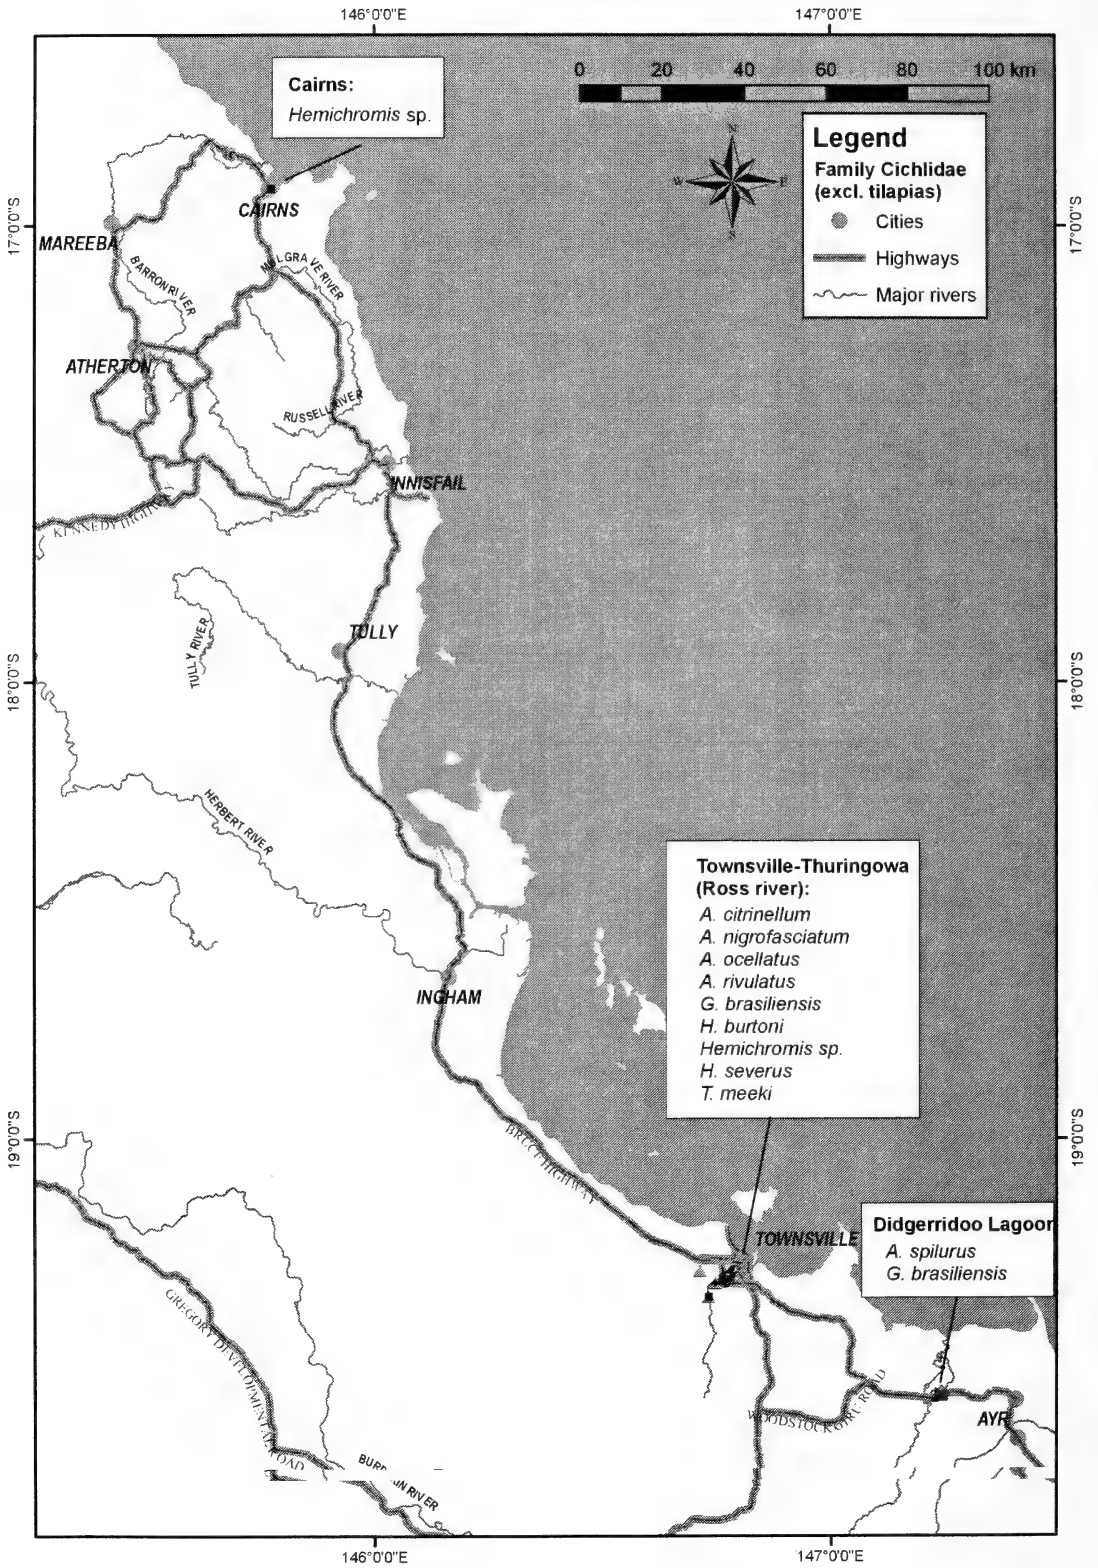 146°0'0"E
147°0'0"E
Cairns:
Hemichromis sp.
0 20 40 60 80 100 km
N
W E
S
Legend
Family Cichlidae
(excl. tilapias)
Cities
Highways
Major rivers
17°0'0"S
17°0'0"S
CAIRNS
MAREEBA
BARRON RIVER
MULGRAVE RIVER
ATHERTON
RUSSELL RIVER
INNISFAIL
KENNEDY HIGHWAY
TULLY
TULLY RIVER
18°0'0"S
18°0'0"S
HERBERT RIVER
INGHAM
Townsville-Thuringowa
(Ross river):
A. citrinellum
A. nigrofasciatum
A. ocellatus
A. rivulatus
G. brasiliensis
H. burtoni
Hemichromis sp.
H. severus
T. meeki
19°0'0"S
19°0'0"S
BRUCE HIGHWAY
TOWNSVILLE
Didgerridoo Lagoon
A. spilurus
G. brasiliensis
GREGORY DEVELOPMENTAL ROAD
WOODSTOCK GIRU ROAD
AYR
RIVER
146°0'0"E
147°0'0"E